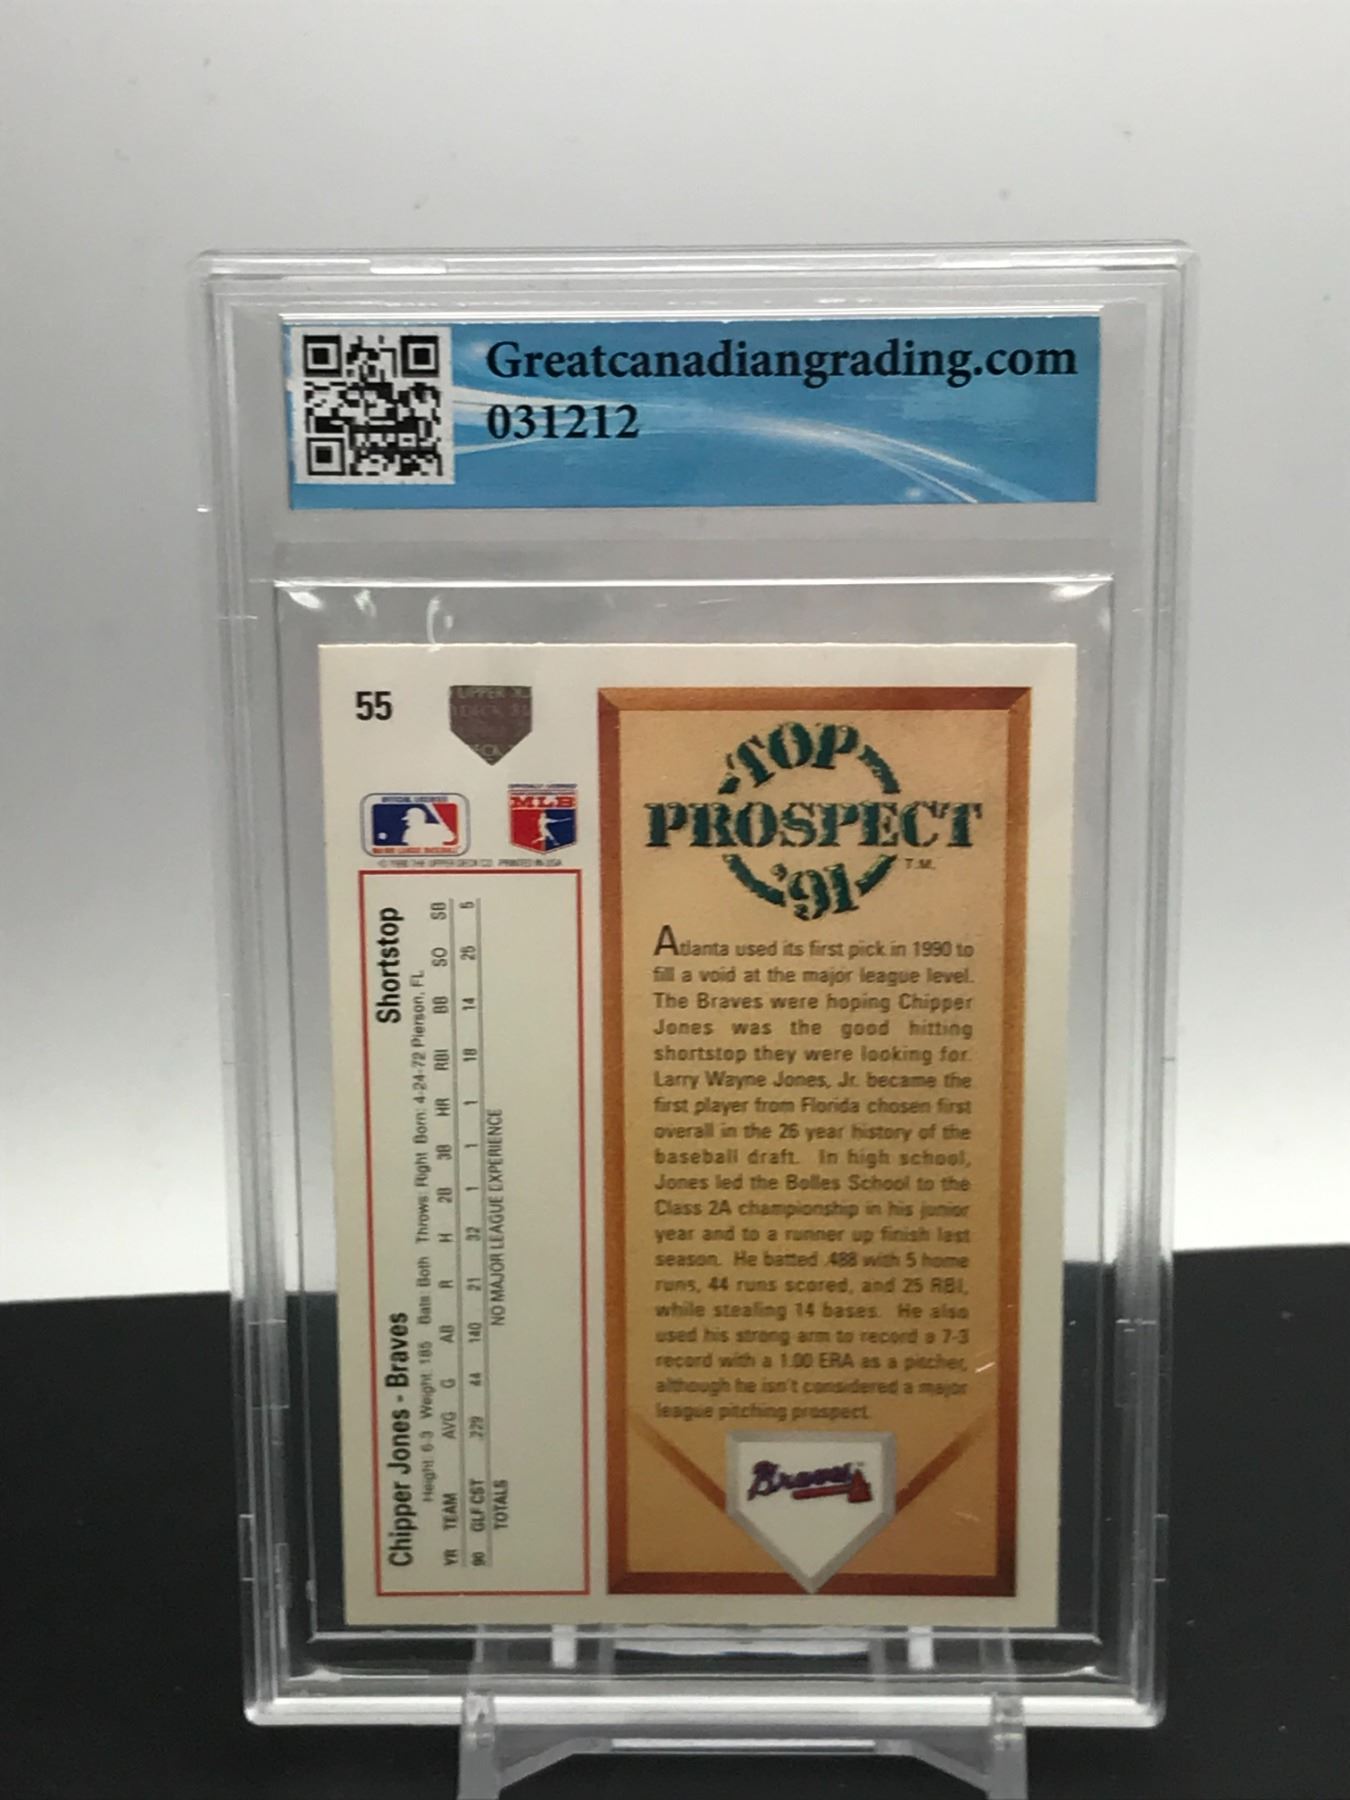 Greatcanadiangrading.com
031212
55
UPPER
DECK
MLB
Chipper Jones - Braves Shortstop
Height: 6-3 Weight: 185 Bats: Both Throws: Right Born: 4-24-72 Pierson, FL
YR TEAM AVG G AB R H 2B 3B HR RBI BB SO SB
90 GLF CST .229 44 140 21 32 1 1 1 18 14 25 5
TOTALS NO MAJOR LEAGUE EXPERIENCE
TOP
PROSPECT
'91
T.M.
Atlanta used its first pick in 1990 to
fill a void at the major league level.
The Braves were hoping Chipper
Jones was the good hitting
shortstop they were looking for.
Larry Wayne Jones, Jr. became the
first player from Florida chosen first
overall in the 26 year history of the
baseball draft. In high school,
Jones led the Bolles School to the
Class 2A championship in his junior
year and to a runner up finish last
season. He batted .488 with 5 home
runs, 44 runs scored, and 25 RBI,
while stealing 14 bases. He also
used his strong arm to record a 7-3
record with a 1.00 ERA as a pitcher,
although he isn't considered a major
league pitching prospect.
Braves